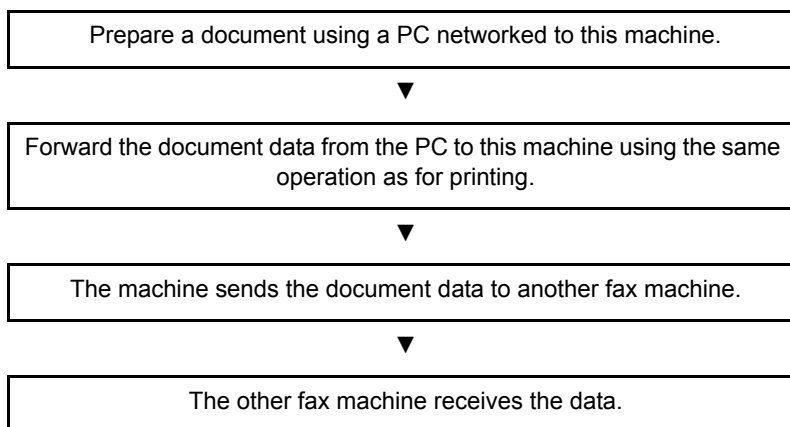 Prepare a document using a PC networked to this machine.
▼
Forward the document data from the PC to this machine using the same
operation as for printing.
▼
The machine sends the document data to another fax machine.
▼
The other fax machine receives the data.